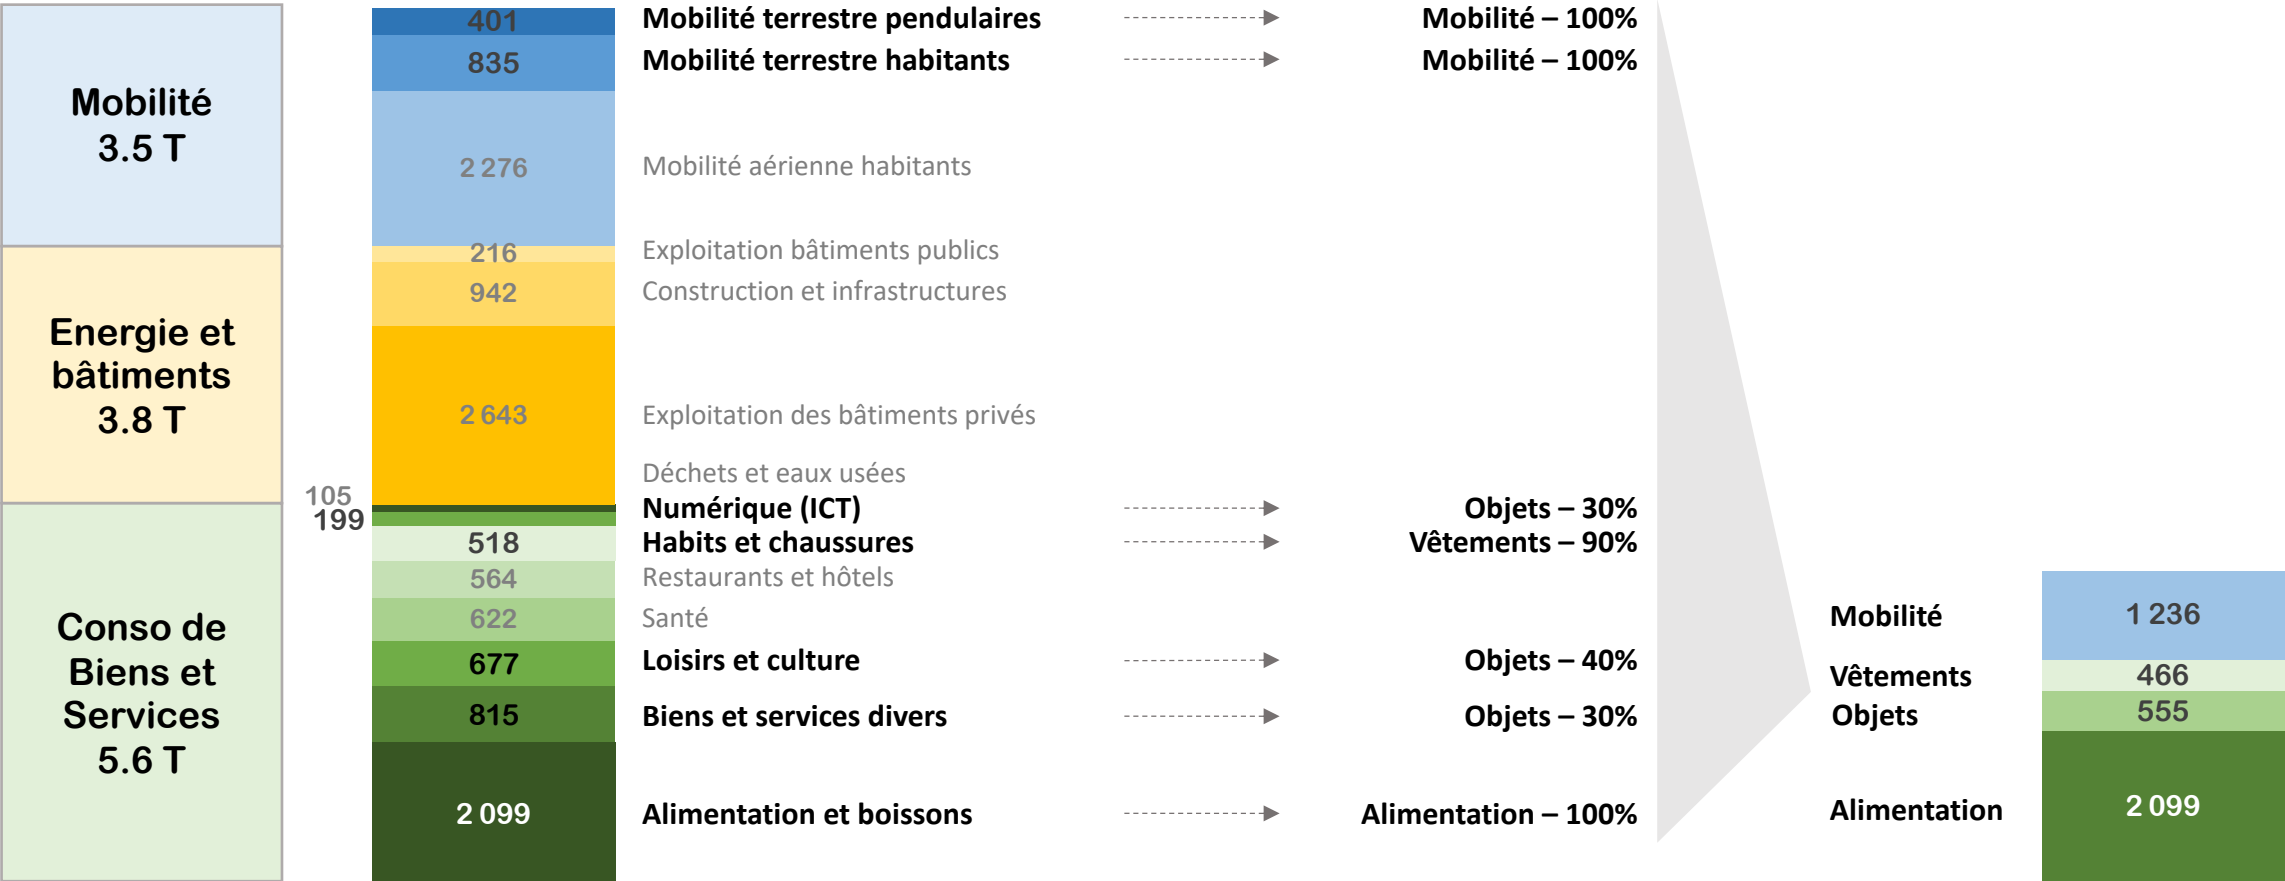 401 Mobilité terrestre pendulaires Mobilité – 100%
835 Mobilité terrestre habitants Mobilité – 100%
Mobilité
3.5 T
2 276 Mobilité aérienne habitants
216 Exploitation bâtiments publics
942 Construction et infrastructures
Energie et
bâtiments
3.8 T
2 643 Exploitation des bâtiments privés
105 Déchets et eaux usées
199 Numérique (ICT) Objets – 30%
518 Habits et chaussures Vêtements – 90%
564 Restaurants et hôtels
622 Santé
Conso de
Biens et
Services
5.6 T
677 Loisirs et culture Objets – 40%
815 Biens et services divers Objets – 30%
2 099 Alimentation et boissons Alimentation – 100%
Mobilité 1 236
Vêtements 466
Objets 555
Alimentation 2 099